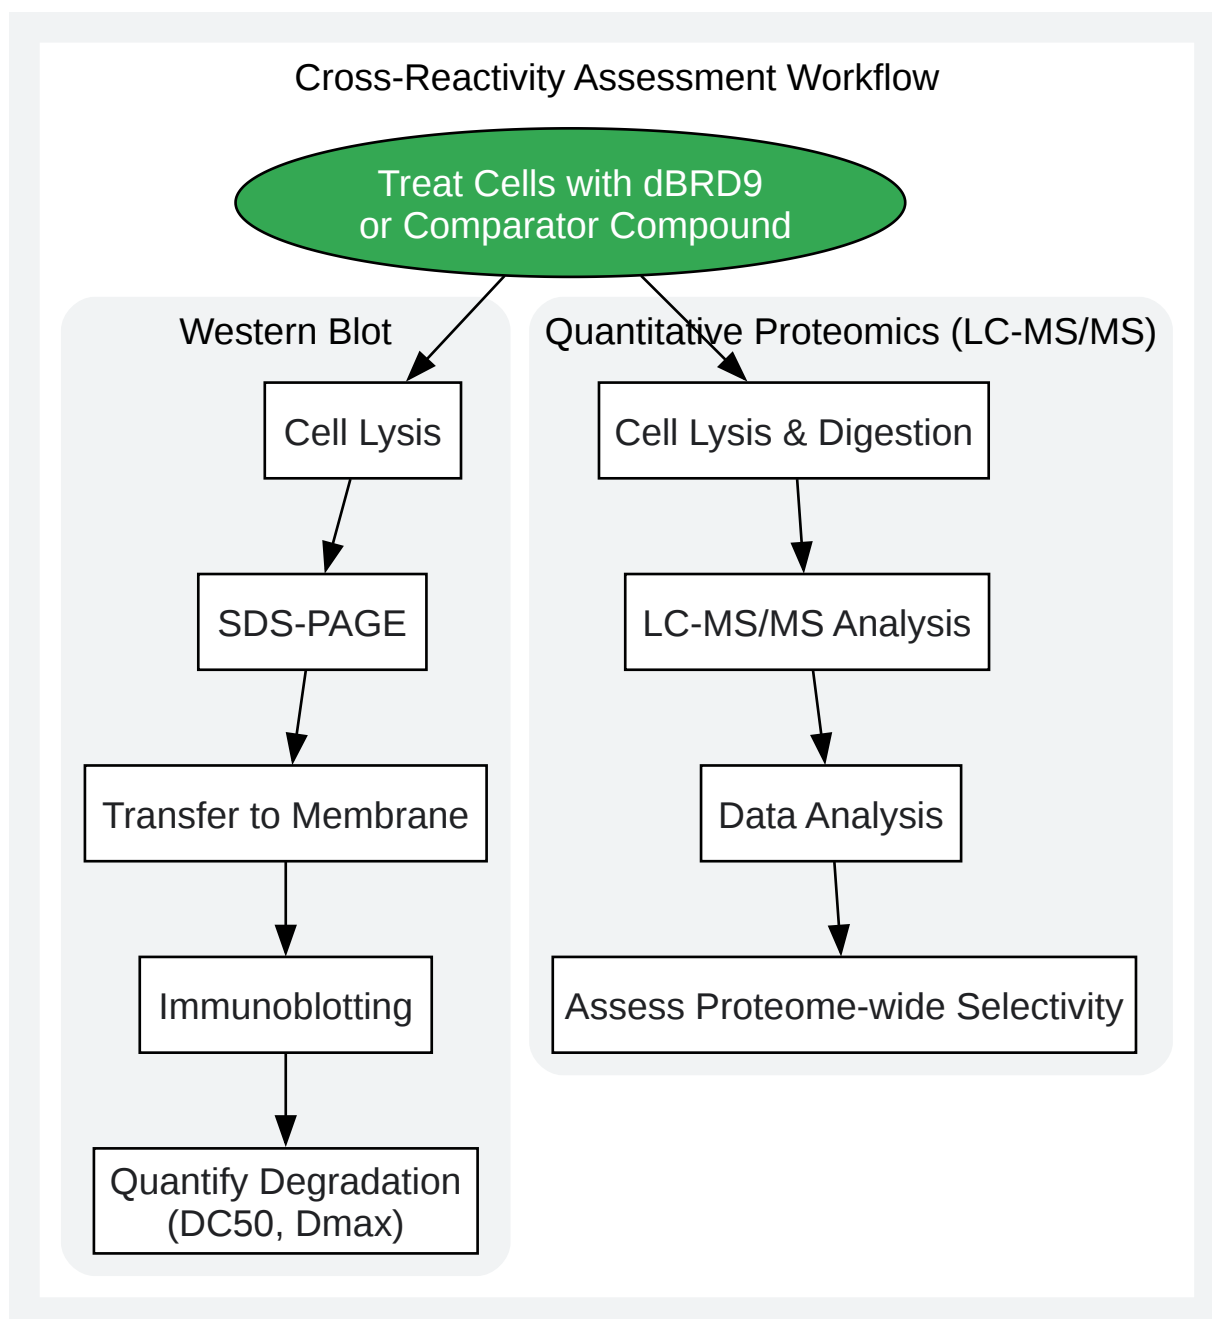 Cross-Reactivity Assessment Workflow
Treat Cells with dBRD9
or Comparator Compound
Western Blot
Cell Lysis
SDS-PAGE
Transfer to Membrane
Immunoblotting
Quantify Degradation
(DC50, Dmax)
Quantitative Proteomics (LC-MS/MS)
Cell Lysis & Digestion
LC-MS/MS Analysis
Data Analysis
Assess Proteome-wide Selectivity